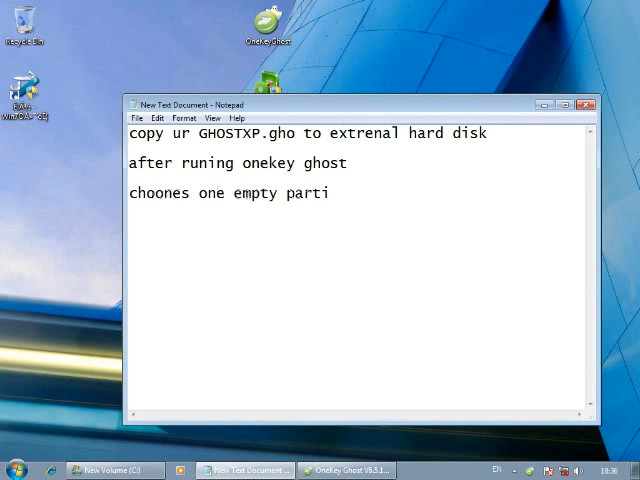 Recycle Bin
OneKeyGhost
New Text Document - Notepad
File Edit Format View Help
copy ur GHOSTXP.gho to extrenal hard disk
after runing onekey ghost
choones one empty parti
New Volume (C:)
New Text Document ...
OneKey Ghost V6.5.1...
EN
18:36